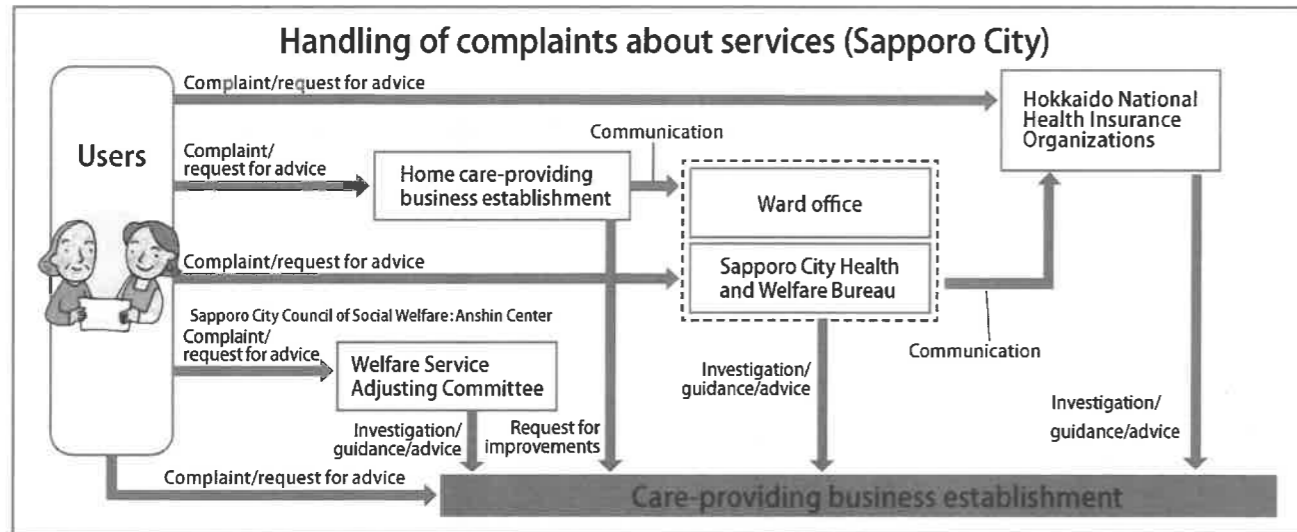 Handling of complaints about services (Sapporo City)
Users
Complaint/request for advice
Hokkaido National
Health Insurance
Organizations
Complaint/
request for advice
Home care-providing
business establishment
Communication
Ward office
Complaint/request for advice
Sapporo City Health
and Welfare Bureau
Communication
Sapporo City Council of Social Welfare: Anshin Center
Complaint/
request for advice
Welfare Service
Adjusting Committee
Investigation/
guidance/advice
Request for
improvements
Investigation/
guidance/advice
Investigation/
guidance/advice
Complaint/request for advice
Care-providing business establishment